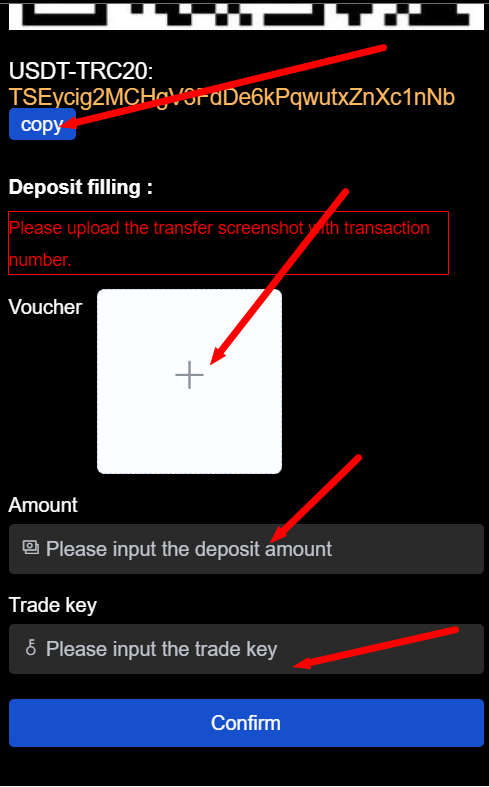 USDT-TRC20:
copy
Deposit filling :
Please upload the transfer screenshot with transaction
number.
Voucher
Amount
Please input the deposit amount
Trade key
Please input the trade key
Confirm